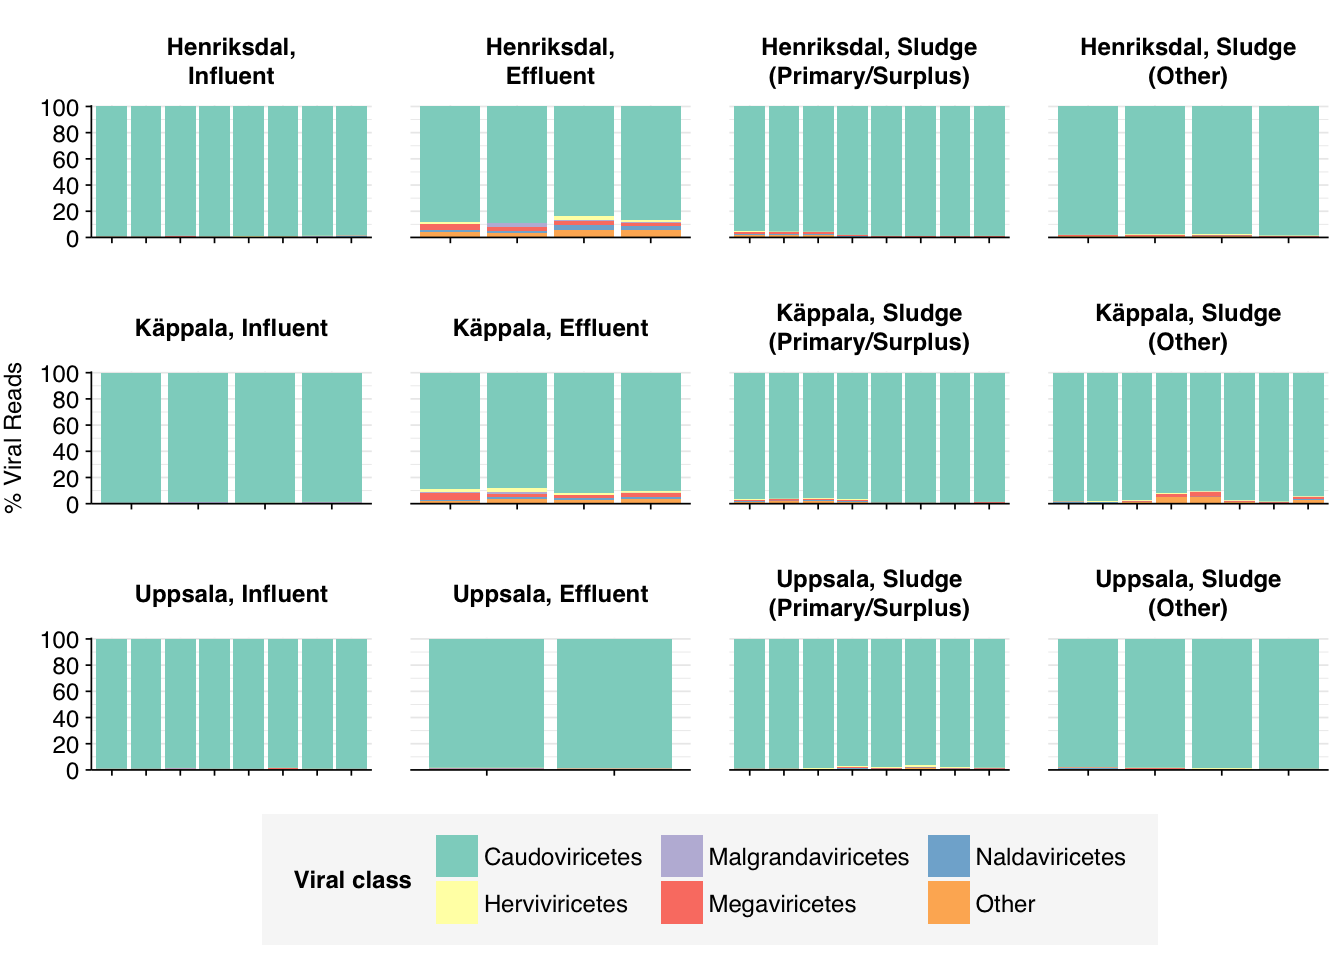 Henriksdal,
Influent
Henriksdal,
Effluent
Henriksdal, Sludge
(Primary/Surplus)
Henriksdal, Sludge
(Other)
100
80
60
40
20
0
Käppala, Influent
Käppala, Effluent
Käppala, Sludge
(Primary/Surplus)
Käppala, Sludge
(Other)
% Viral Reads
100
80
60
40
20
0
Uppsala, Influent
Uppsala, Effluent
Uppsala, Sludge
(Primary/Surplus)
Uppsala, Sludge
(Other)
100
80
60
40
20
0
Viral class
Caudoviricetes
Malgrandaviricetes
Naldaviricetes
Herviviricetes
Megaviricetes
Other